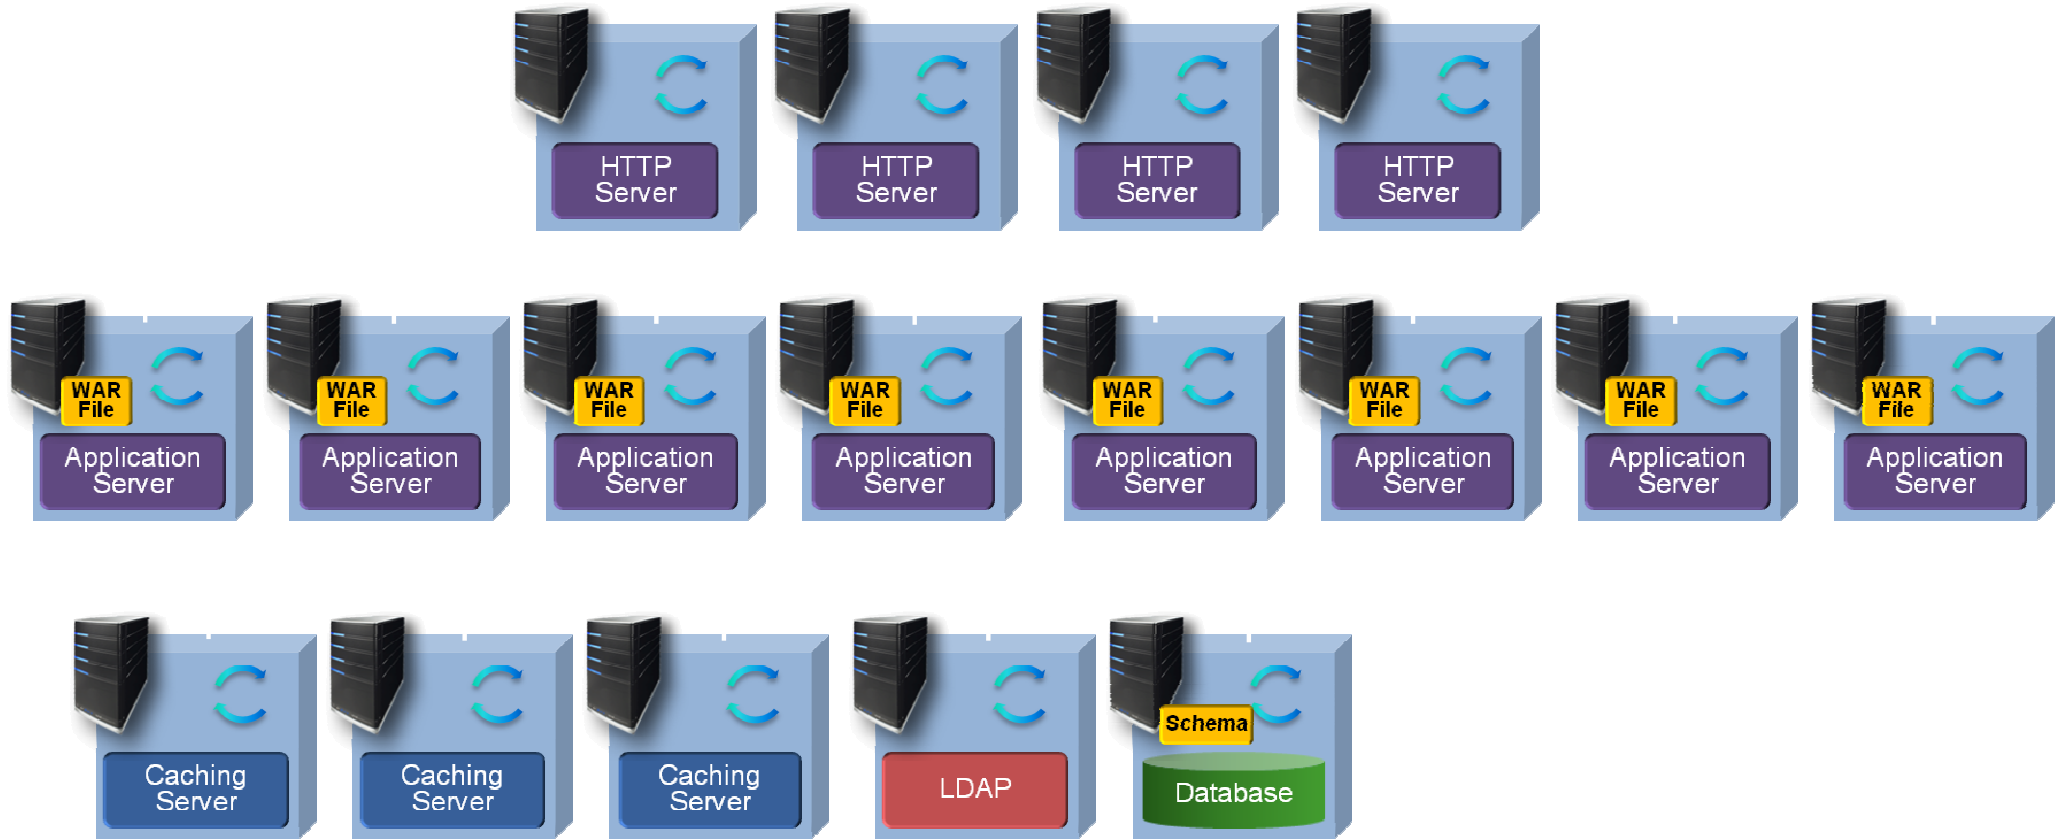 HTTP
Server
HTTP
Server
HTTP
Server
HTTP
Server
WAR
File
Application
Server
WAR
File
Application
Server
WAR
File
Application
Server
WAR
File
Application
Server
WAR
File
Application
Server
WAR
File
Application
Server
WAR
File
Application
Server
WAR
File
Application
Server
Caching
Server
Caching
Server
Caching
Server
LDAP
Schema
Database